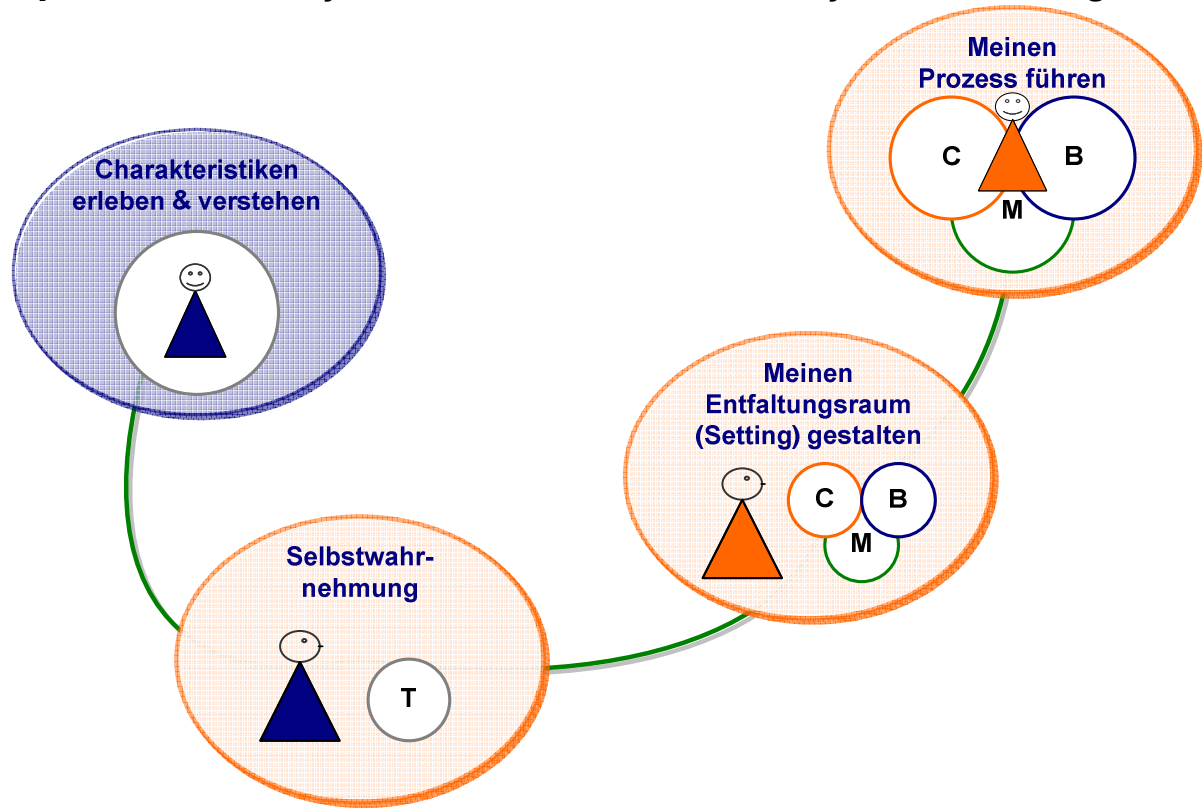 Charakteristiken
erleben & verstehen
Selbstwahr-
nehmung
T
Meinen
Entfaltungsraum
(Setting) gestalten
C
B
M
Meinen
Prozess führen
C
B
M